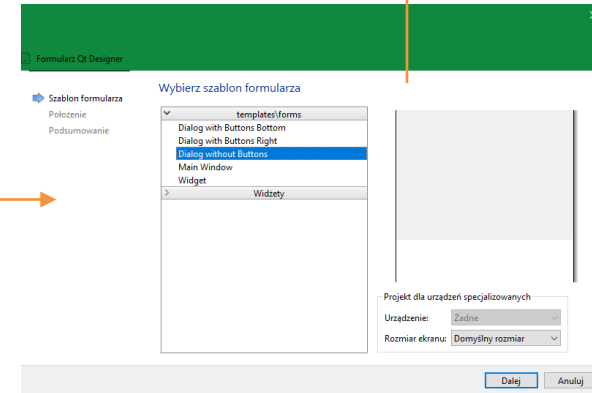 Formularz Qt Designer
Wybierz szablon formularza
Szablon formularza
Położenie
Podsumowanie
templates\forms
Dialog with Buttons Bottom
Dialog with Buttons Right
Dialog without Buttons
Main Window
Widget
Widżety
Projekt dla urządzeń specjalizowanych
Urządzenie: Żadne
Rozmiar ekranu: Domyślny rozmiar
Dalej Anuluj